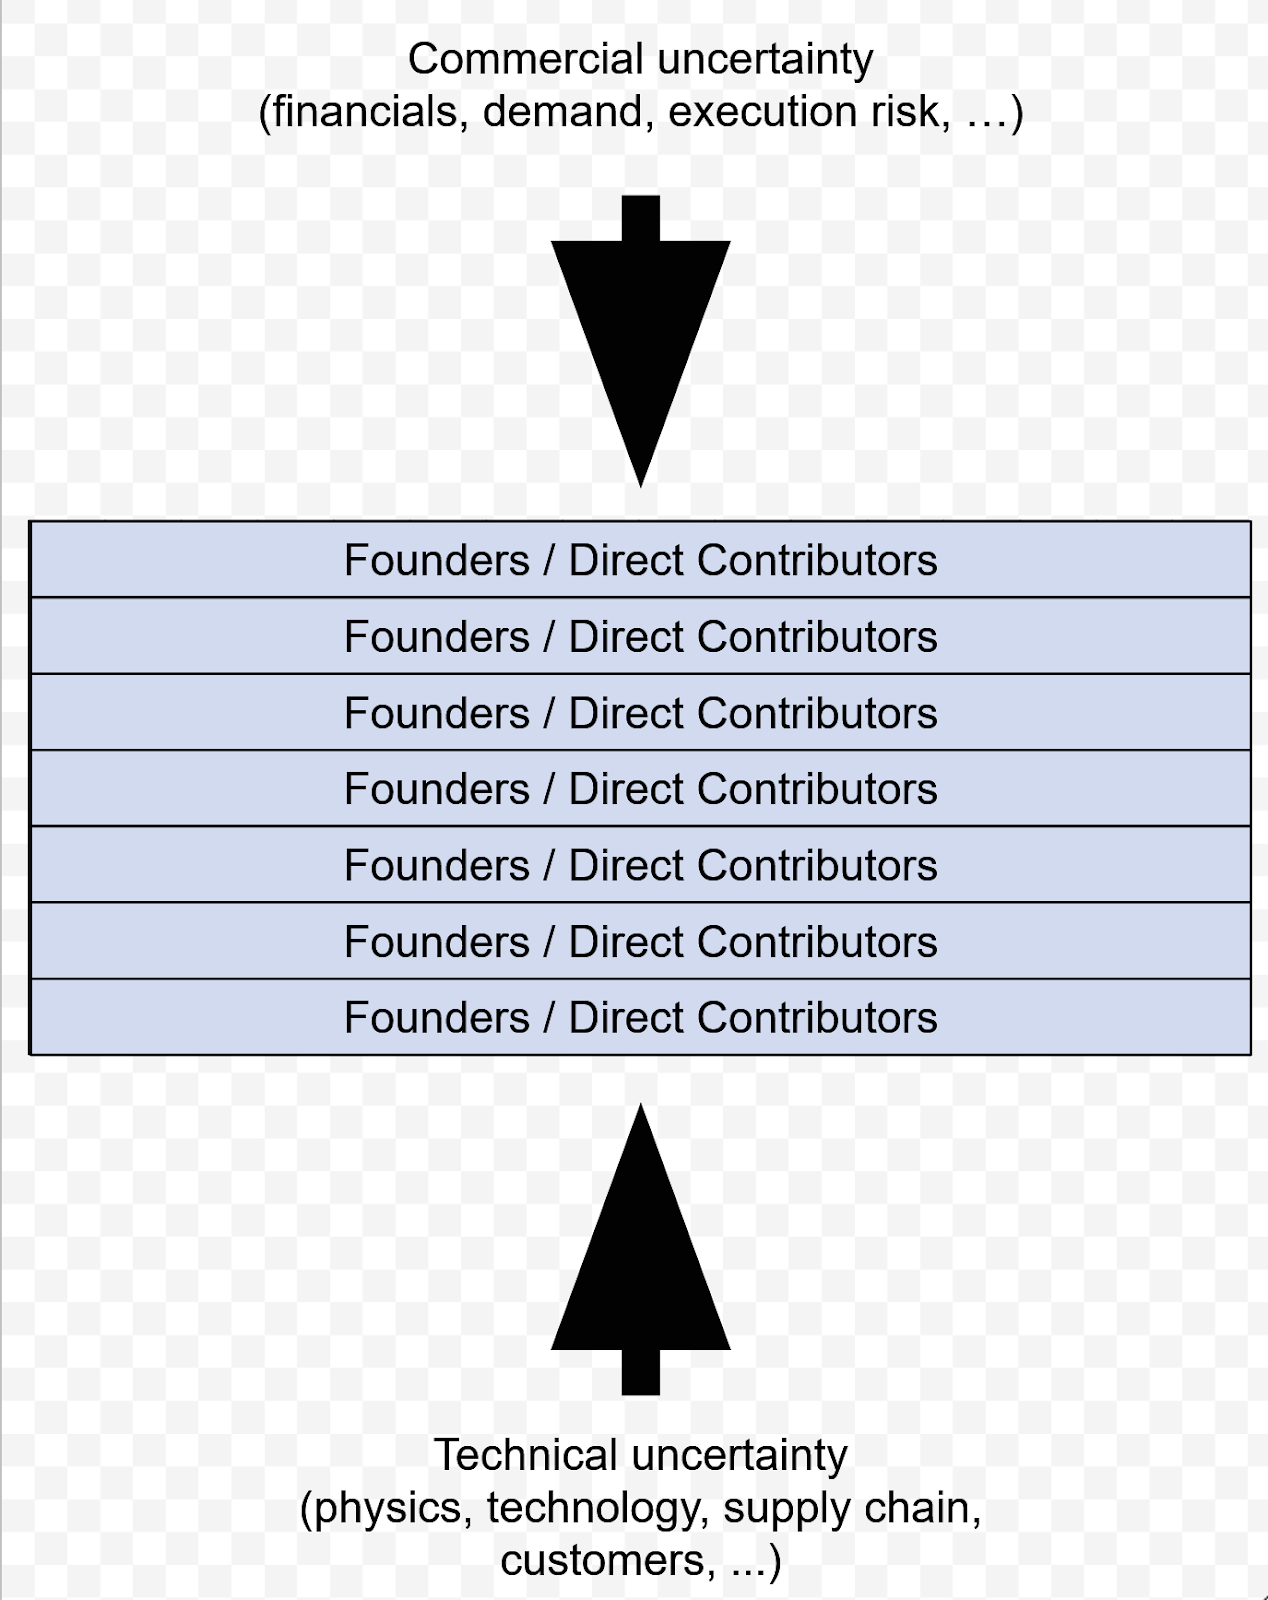 Commercial uncertainty
(financials, demand, execution risk, …)
Founders / Direct Contributors
Founders / Direct Contributors
Founders / Direct Contributors
Founders / Direct Contributors
Founders / Direct Contributors
Founders / Direct Contributors
Founders / Direct Contributors
Technical uncertainty
(physics, technology, supply chain,
customers, ...)